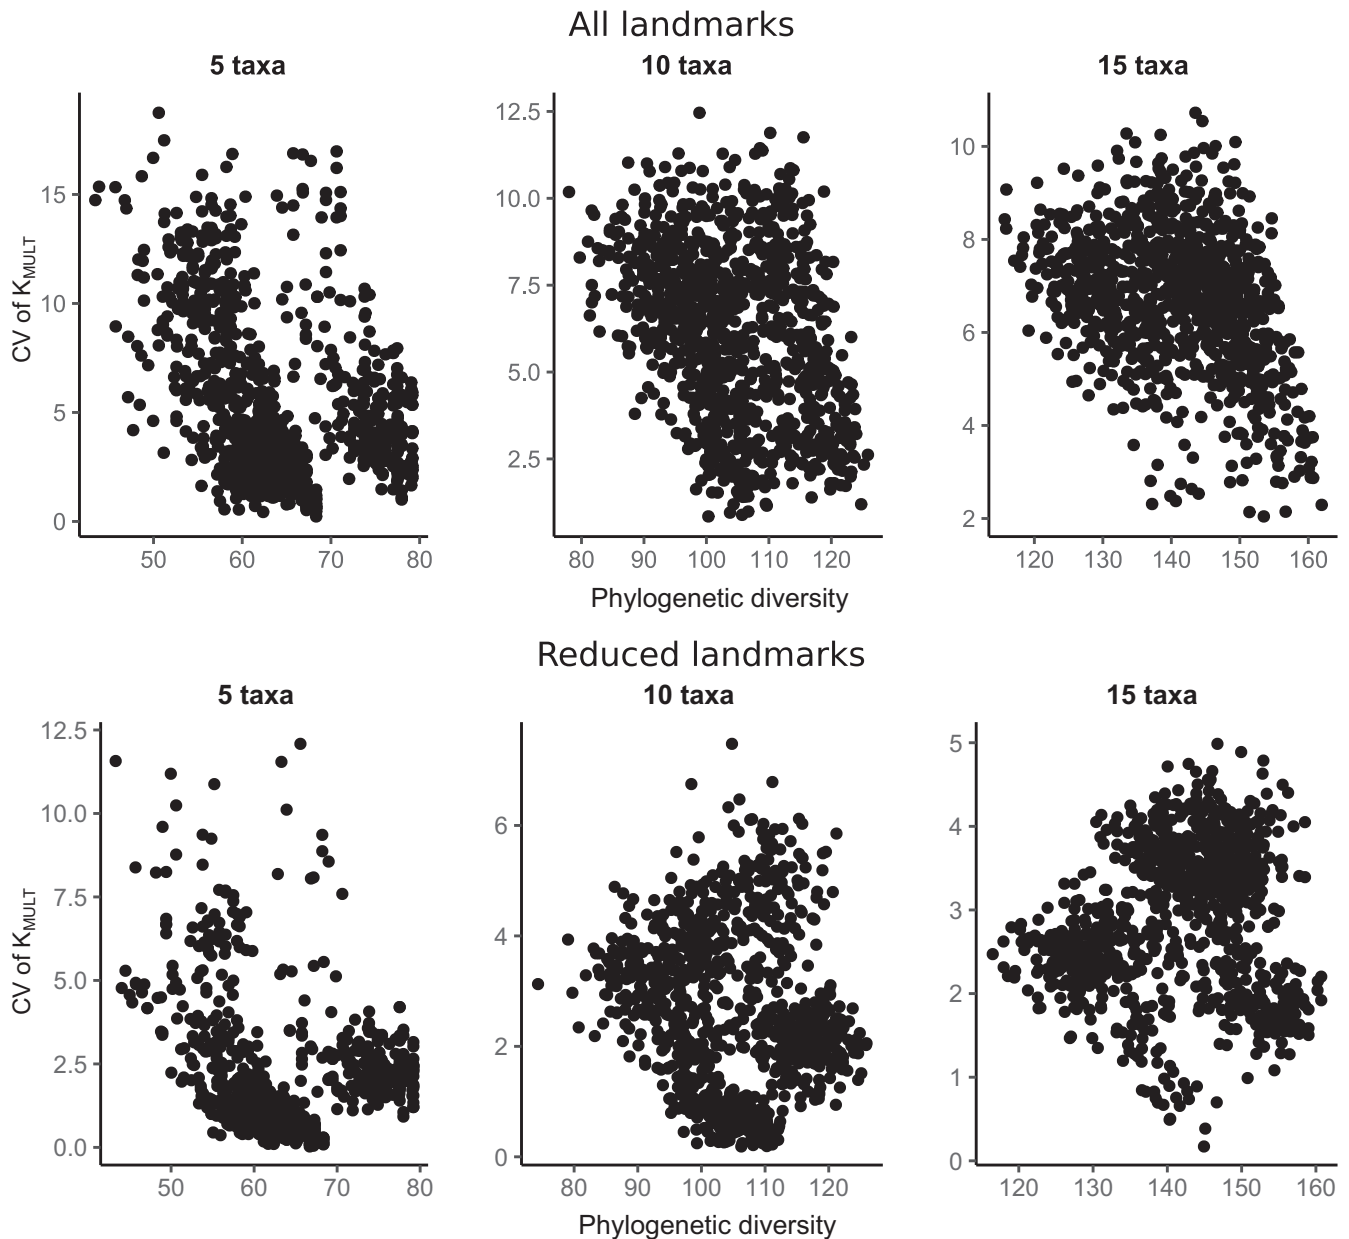 All landmarks
5 taxa 10 taxa 15 taxa
CV of K_MULT
15
10
5
0
50 60 70 80
12.5
10.0
7.5
5.0
2.5
80 90 100 110 120
10
8
6
4
2
120 130 140 150 160
Phylogenetic diversity
Reduced landmarks
5 taxa 10 taxa 15 taxa
CV of K_MULT
12.5
10.0
7.5
5.0
2.5
0.0
50 60 70 80
6
4
2
0
80 90 100 110 120
5
4
3
2
1
0
120 130 140 150 160
Phylogenetic diversity